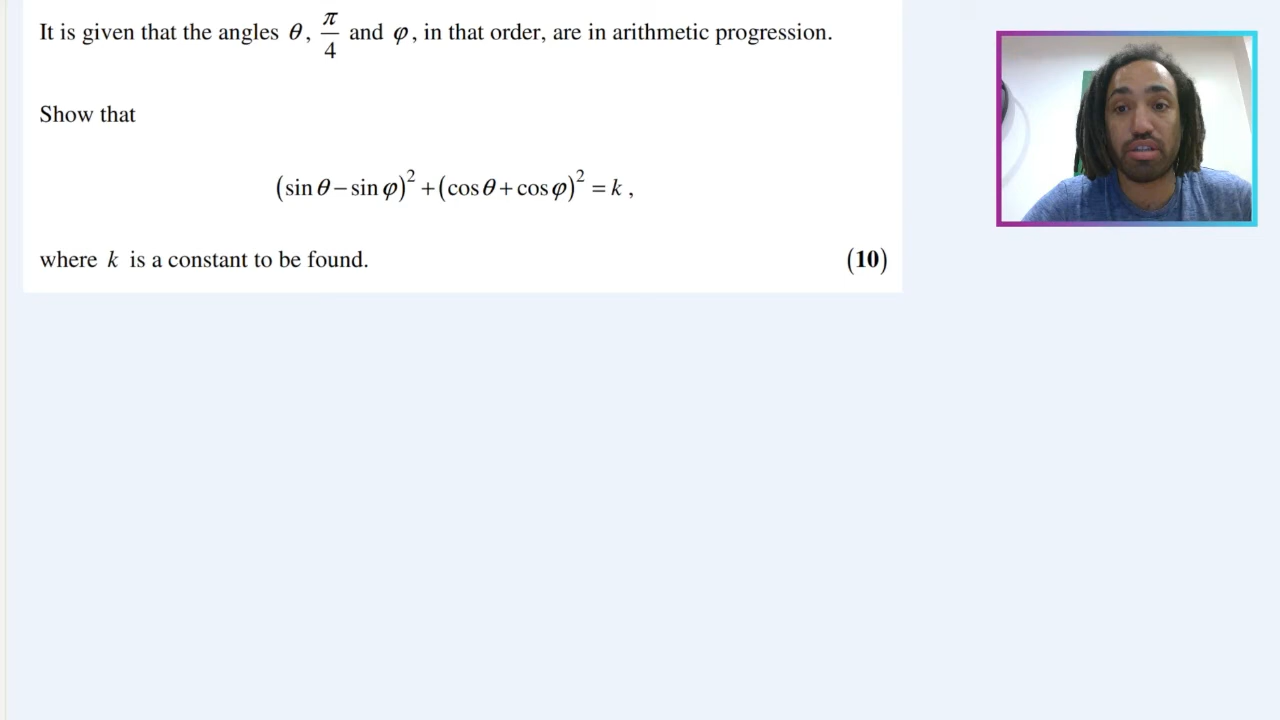 It is given that the angles θ, π/4 and φ, in that order, are in arithmetic progression.
Show that
(sin θ − sin φ)² + (cos θ + cos φ)² = k ,
where k is a constant to be found. (10)